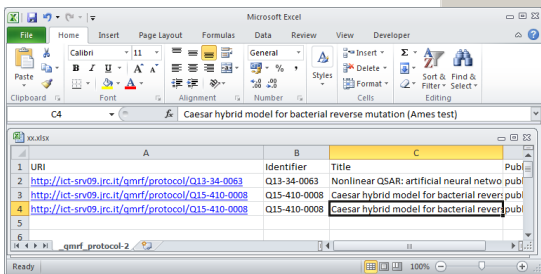 Microsoft Excel
File Home Insert Page Layout Formulas Data Review View Developer
Paste
Calibri 11
B I U A A
General
$ % ,
Styles
Insert
Delete
Format
Σ
Sort & Filter
Find & Select
Clipboard Font Alignment Number Cells Editing
C4 fx Caesar hybrid model for bacterial reverse mutation (Ames test)
xx.xlsx
A B C
1 URI Identifier Title Publ
2 http://ict-srv09.jrc.it/qmrf/protocol/Q13-34-0063 Q13-34-0063 Nonlinear QSAR: artificial neural netwo publ
3 http://ict-srv09.jrc.it/qmrf/protocol/Q15-410-0008 Q15-410-0008 Caesar hybrid model for bacterial revers publ
4 http://ict-srv09.jrc.it/qmrf/protocol/Q15-410-0008 Q15-410-0008 Caesar hybrid model for bacterial revers publ
5
6
_qmrf_protocol-2
Ready 100%